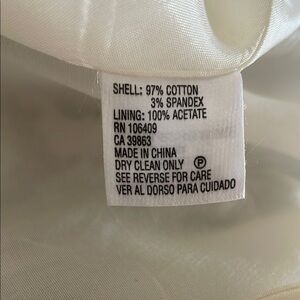 SHELL: 97% COTTON
3% SPANDEX
LINING: 100% ACETATE
RN 106409
CA 39863
MADE IN CHINA
DRY CLEAN ONLY Ⓟ
SEE REVERSE FOR CARE
VER AL DORSO PARA CUIDADO